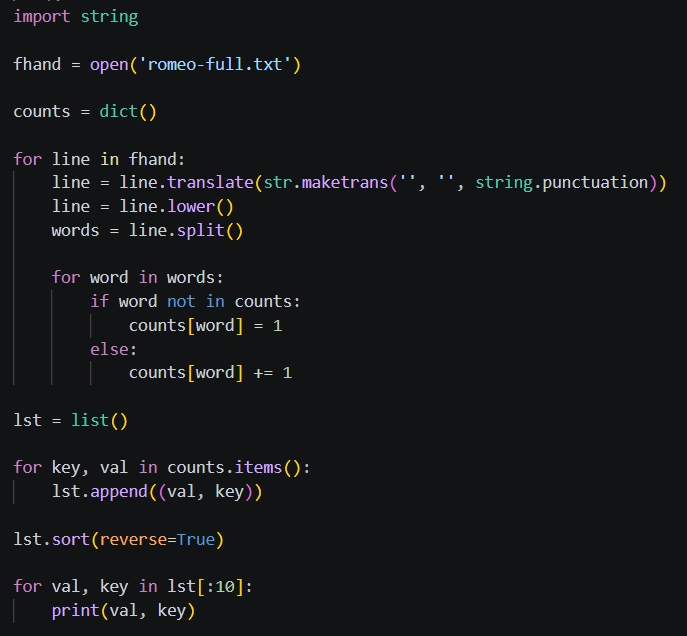 import string
fhand = open('romeo-full.txt')
counts = dict()
for line in fhand:
    line = line.translate(str.maketrans('', '', string.punctuation))
    line = line.lower()
    words = line.split()
    for word in words:
        if word not in counts:
            counts[word] = 1
        else:
            counts[word] += 1
lst = list()
for key, val in counts.items():
    lst.append((val, key))
lst.sort(reverse=True)
for val, key in lst[:10]:
    print(val, key)